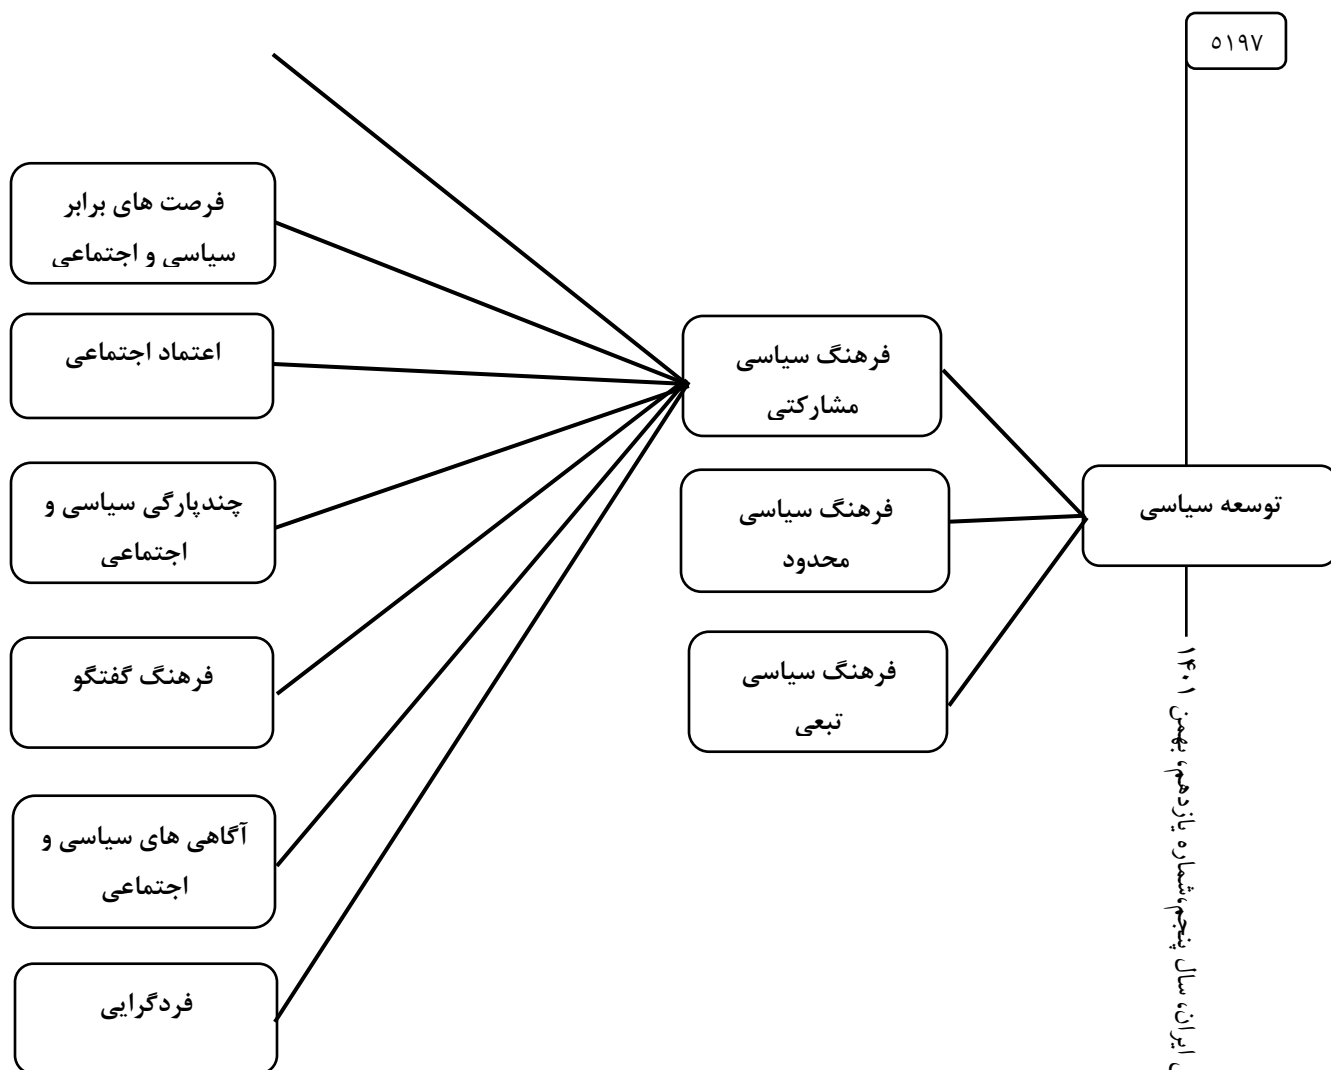 ۵۱۹۷
توسعه سیاسی
فرهنگ سیاسی
مشارکتی
فرهنگ سیاسی
محدود
فرهنگ سیاسی
تبعی
فرصت های برابر
سیاسی و اجتماعی
اعتماد اجتماعی
چندپارگی سیاسی و
اجتماعی
فرهنگ گفتگو
آگاهی های سیاسی و
اجتماعی
فردگرایی
ایران، سال پنجم،شماره یازدهم، بهمن ۱۴۰۱